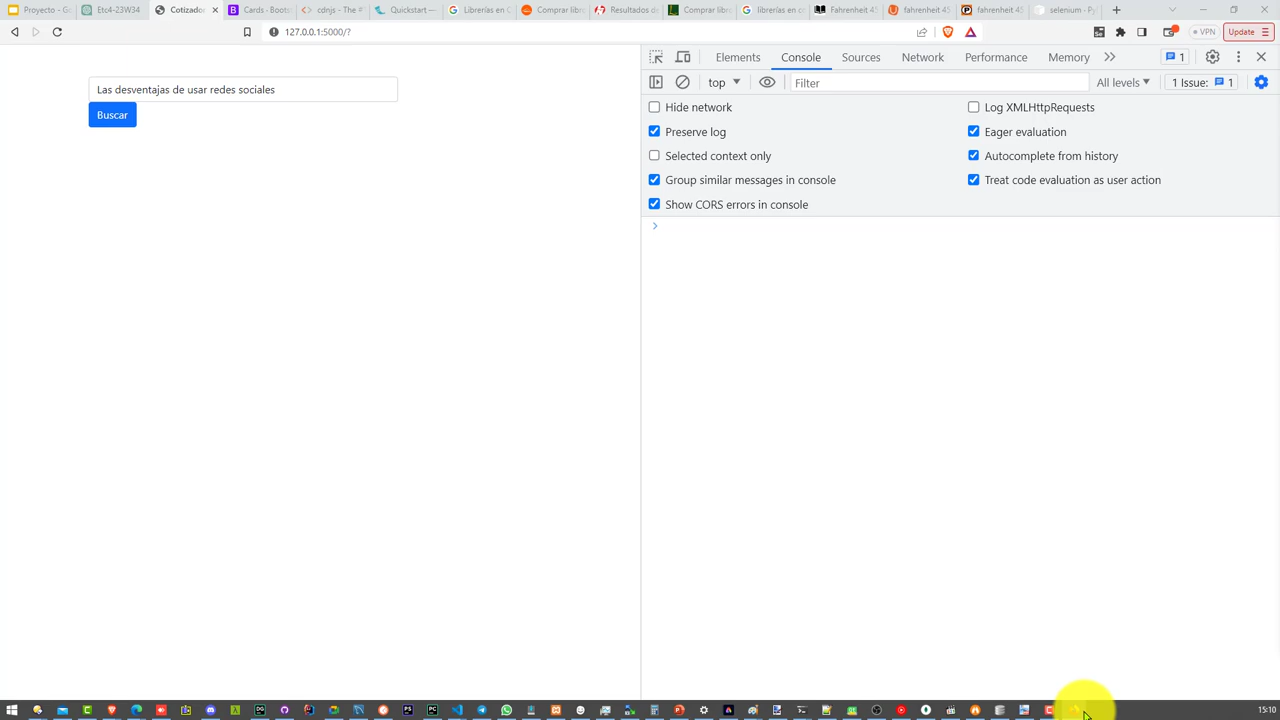 Proyecto - Go
Etc4-23W34
Cotizador
Cards - Boots
cdnjs - The #
Quickstart —
Librerías en C
Comprar libro
Resultados de
Comprar libr
librerías en co
Fahrenheit 45
fahrenheit 45
fahrenheit 45
selenium - Py
127.0.0.1:5000/?
VPN
Update
Elements
Console
Sources
Network
Performance
Memory
1
top
Filter
All levels
1 Issue:
1
Hide network
Log XMLHttpRequests
Preserve log
Eager evaluation
Selected context only
Autocomplete from history
Group similar messages in console
Treat code evaluation as user action
Show CORS errors in console
Las desventajas de usar redes sociales
Buscar
15:10